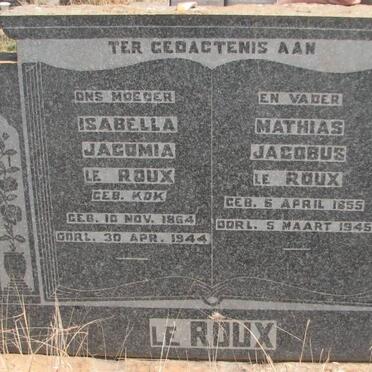 TER GEDACTENIS AAN
ONS MOEDER
ISABELLA
JACOMIA
LE ROUX
GEB. KOK
GEB. 10 NOV. 1864
OORL. 30 APR. 1944
EN VADER
MATHIAS
JACOBUS
LE ROUX
GEB. 5 APRIL 1855
OORL. 5 MAART 1945
LE ROUX